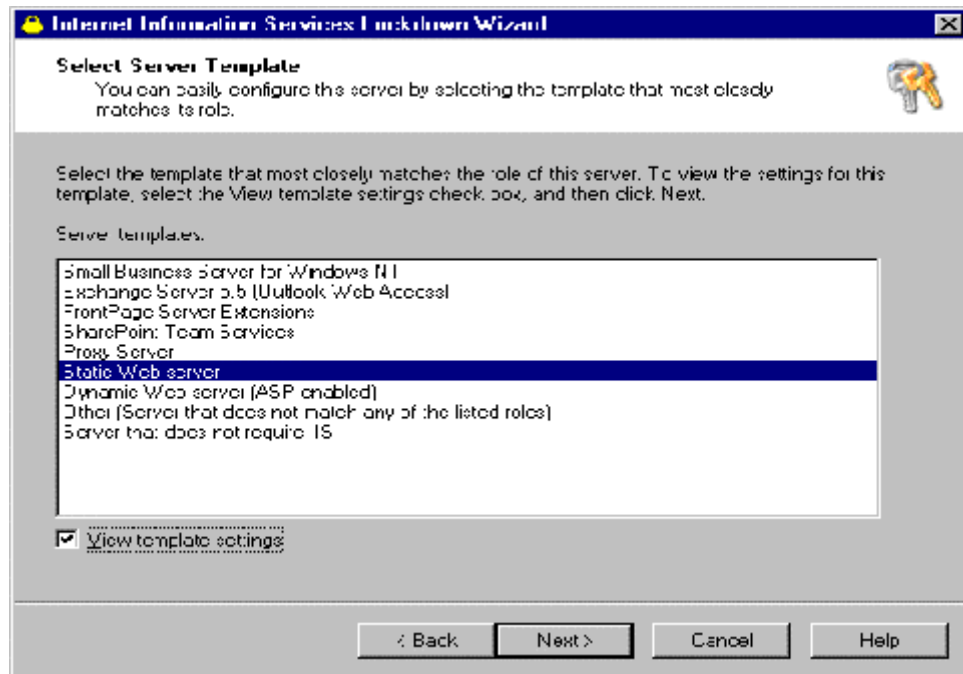 Internet Information Services Lockdown Wizard
Select Server Template
You can easily configure this server by selecting the template that most closely
matches its role.
Select the template that most closely matches the role of this server. To view the settings for this
template, select the View template settings check box, and then click Next.
Server templates:
Small Business Server for Windows NT
Exchange Server 5.5 (Outlook Web Access)
FrontPage Server Extensions
SharePoint Team Services
Proxy Server
Static Web server
Dynamic Web server (ASP enabled)
Other (Server that does not match any of the listed roles)
Server that does not require IIS
View template settings
< Back
Next >
Cancel
Help